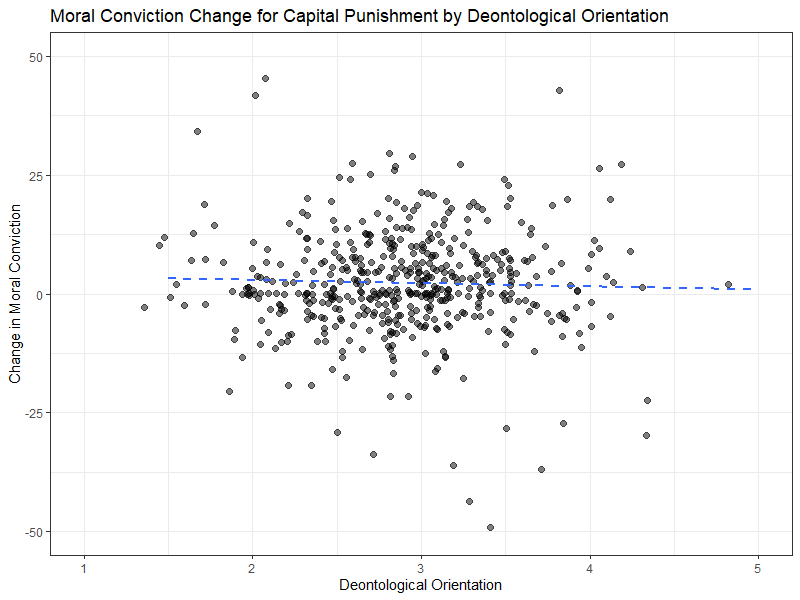 Moral Conviction Change for Capital Punishment by Deontological Orientation
Change in Moral Conviction
50
25
0
-25
-50
1 2 3 4 5
Deontological Orientation